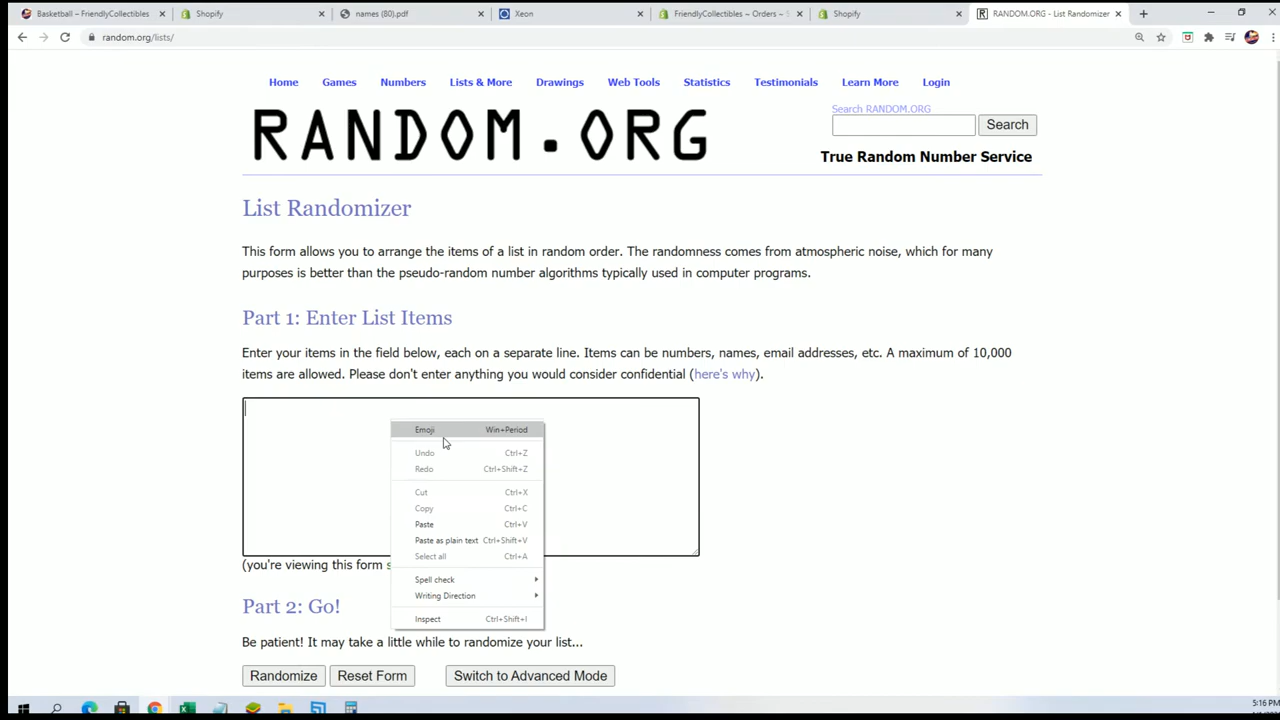 Basketball – FriendlyCollectibles
Shopify
names (80).pdf
Xeon
FriendlyCollectibles ~ Orders ~ S
Shopify
RANDOM.ORG - List Randomizer
random.org/lists/
Home Games Numbers Lists & More Drawings Web Tools Statistics Testimonials Learn More Login
RANDOM.ORG
Search RANDOM.ORG
Search
True Random Number Service
List Randomizer
This form allows you to arrange the items of a list in random order. The randomness comes from atmospheric noise, which for many
purposes is better than the pseudo-random number algorithms typically used in computer programs.
Part 1: Enter List Items
Enter your items in the field below, each on a separate line. Items can be numbers, names, email addresses, etc. A maximum of 10,000
items are allowed. Please don't enter anything you would consider confidential (here's why).
Emoji Win+Period
Undo Ctrl+Z
Redo Ctrl+Shift+Z
Cut Ctrl+X
Copy Ctrl+C
Paste Ctrl+V
Paste as plain text Ctrl+Shift+V
Select all Ctrl+A
Spell check
Writing Direction
Inspect Ctrl+Shift+I
(you're viewing this form s
Part 2: Go!
Be patient! It may take a little while to randomize your list...
Randomize Reset Form Switch to Advanced Mode
5:16 PM